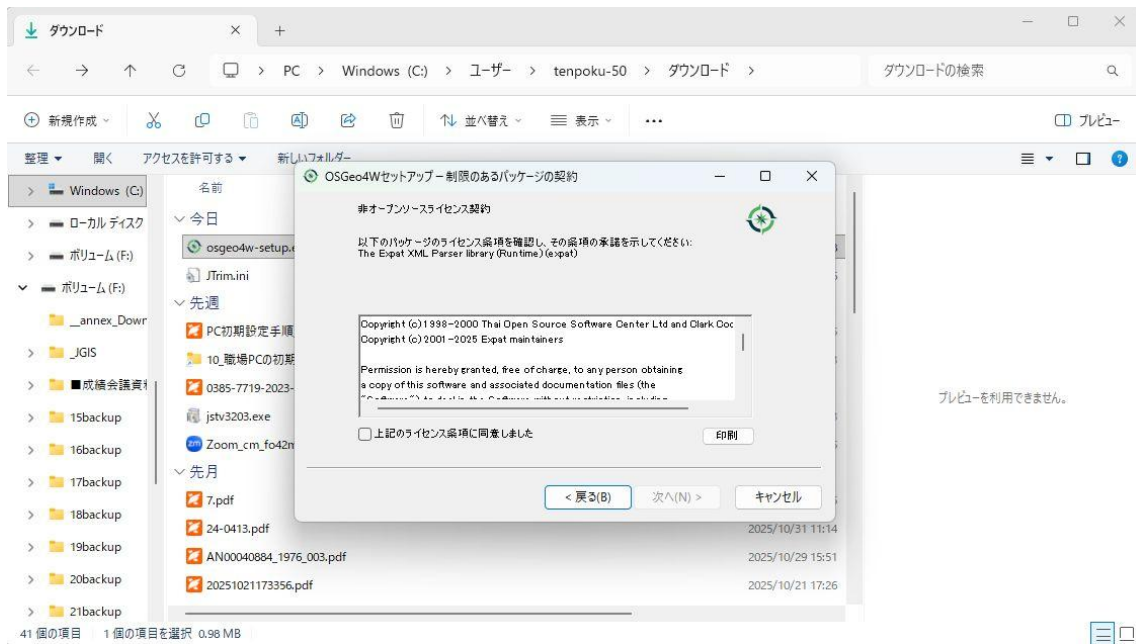 ダウンロード
PC > Windows (C:) > ユーザー > tenpoku-50 > ダウンロード >
ダウンロードの検索
新規作成
並べ替え
表示
プレビュー
整理 開く アクセスを許可する 新しいフォルダー
OSGeo4Wセットアップ - 制限のあるパッケージの契約
非オープンソースライセンス契約
以下のパッケージのライセンス条項を確認し、その条項の承諾を示してください:
The Expat XML Parser library (Runtime) (expat)
Copyright (c) 1998-2000 Thai Open Source Software Center Ltd and Clark Coc
Copyright (c) 2001-2025 Expat maintainers
Permission is hereby granted, free of charge, to any person obtaining
a copy of this software and associated documentation files (the
上記のライセンス条項に同意しました
印刷
< 戻る(B)
次へ(N) >
キャンセル
Windows (C:)
ローカル ディスク
ボリューム (F:)
ボリューム (F:)
__annex_Down
_JGIS
■成績会議資料
15backup
16backup
17backup
18backup
19backup
20backup
21backup
名前
今日
osgeo4w-setup.e
JTrim.ini
先週
PC初期設定手順
10_職場PCの初期
0385-7719-2023-
jstv3203.exe
Zoom_cm_fo42m
先月
7.pdf
24-0413.pdf 2025/10/31 11:14
AN00040884_1976_003.pdf 2025/10/29 15:51
20251021173356.pdf 2025/10/21 17:26
プレビューを利用できません。
41 個の項目 1 個の項目を選択 0.98 MB